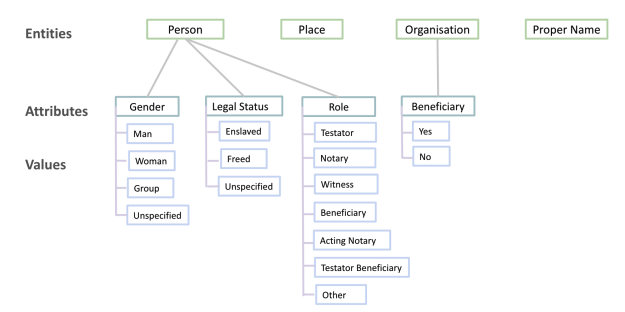 Entities
Person
Place
Organisation
Proper Name
Attributes
Gender
Legal Status
Role
Beneficiary
Values
Man
Woman
Group
Unspecified
Enslaved
Freed
Unspecified
Testator
Notary
Witness
Beneficiary
Acting Notary
Testator Beneficiary
Other
Yes
No